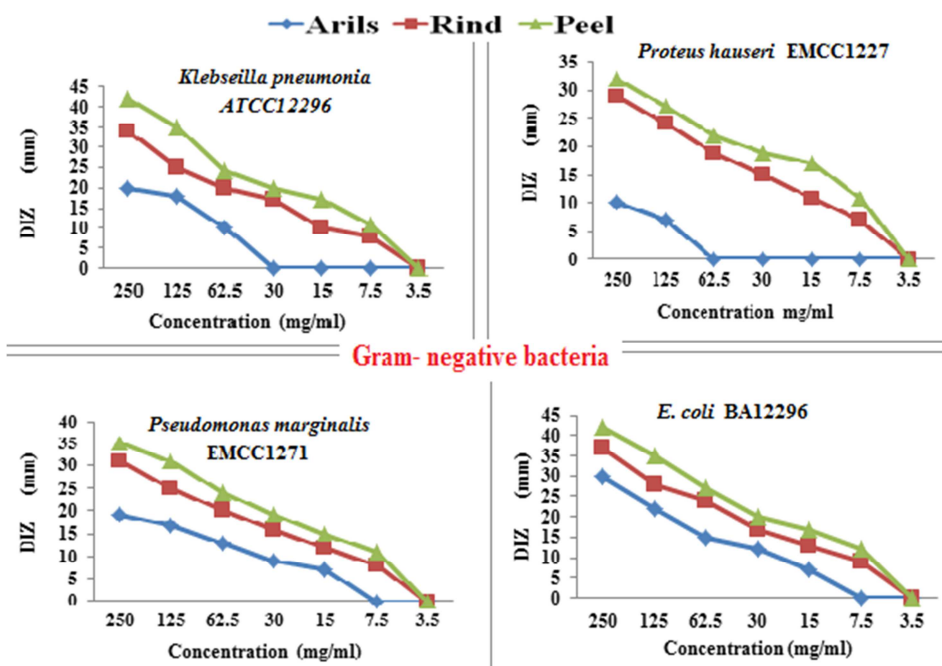 Arils Rind Peel
Klebseilla pneumonia
ATCC12296
45
40
35
30
25
20
15
10
5
0
DIZ (mm)
250 125 62.5 30 15 7.5 3.5
Concentration (mg/ml)
Proteus hauseri EMCC1227
35
30
25
20
15
10
5
0
DIZ (mm)
250 125 62.5 30 15 7.5 3.5
Concentration mg/ml
Gram- negative bacteria
Pseudomonas marginalis
EMCC1271
40
35
30
25
20
15
10
5
0
DIZ (mm)
250 125 62.5 30 15 7.5 3.5
Concentration (mg/ml)
E. coli BA12296
45
40
35
30
25
20
15
10
5
0
DIZ (mm)
250 125 62.5 30 15 7.5 3.5
Concentration (mg/ml)